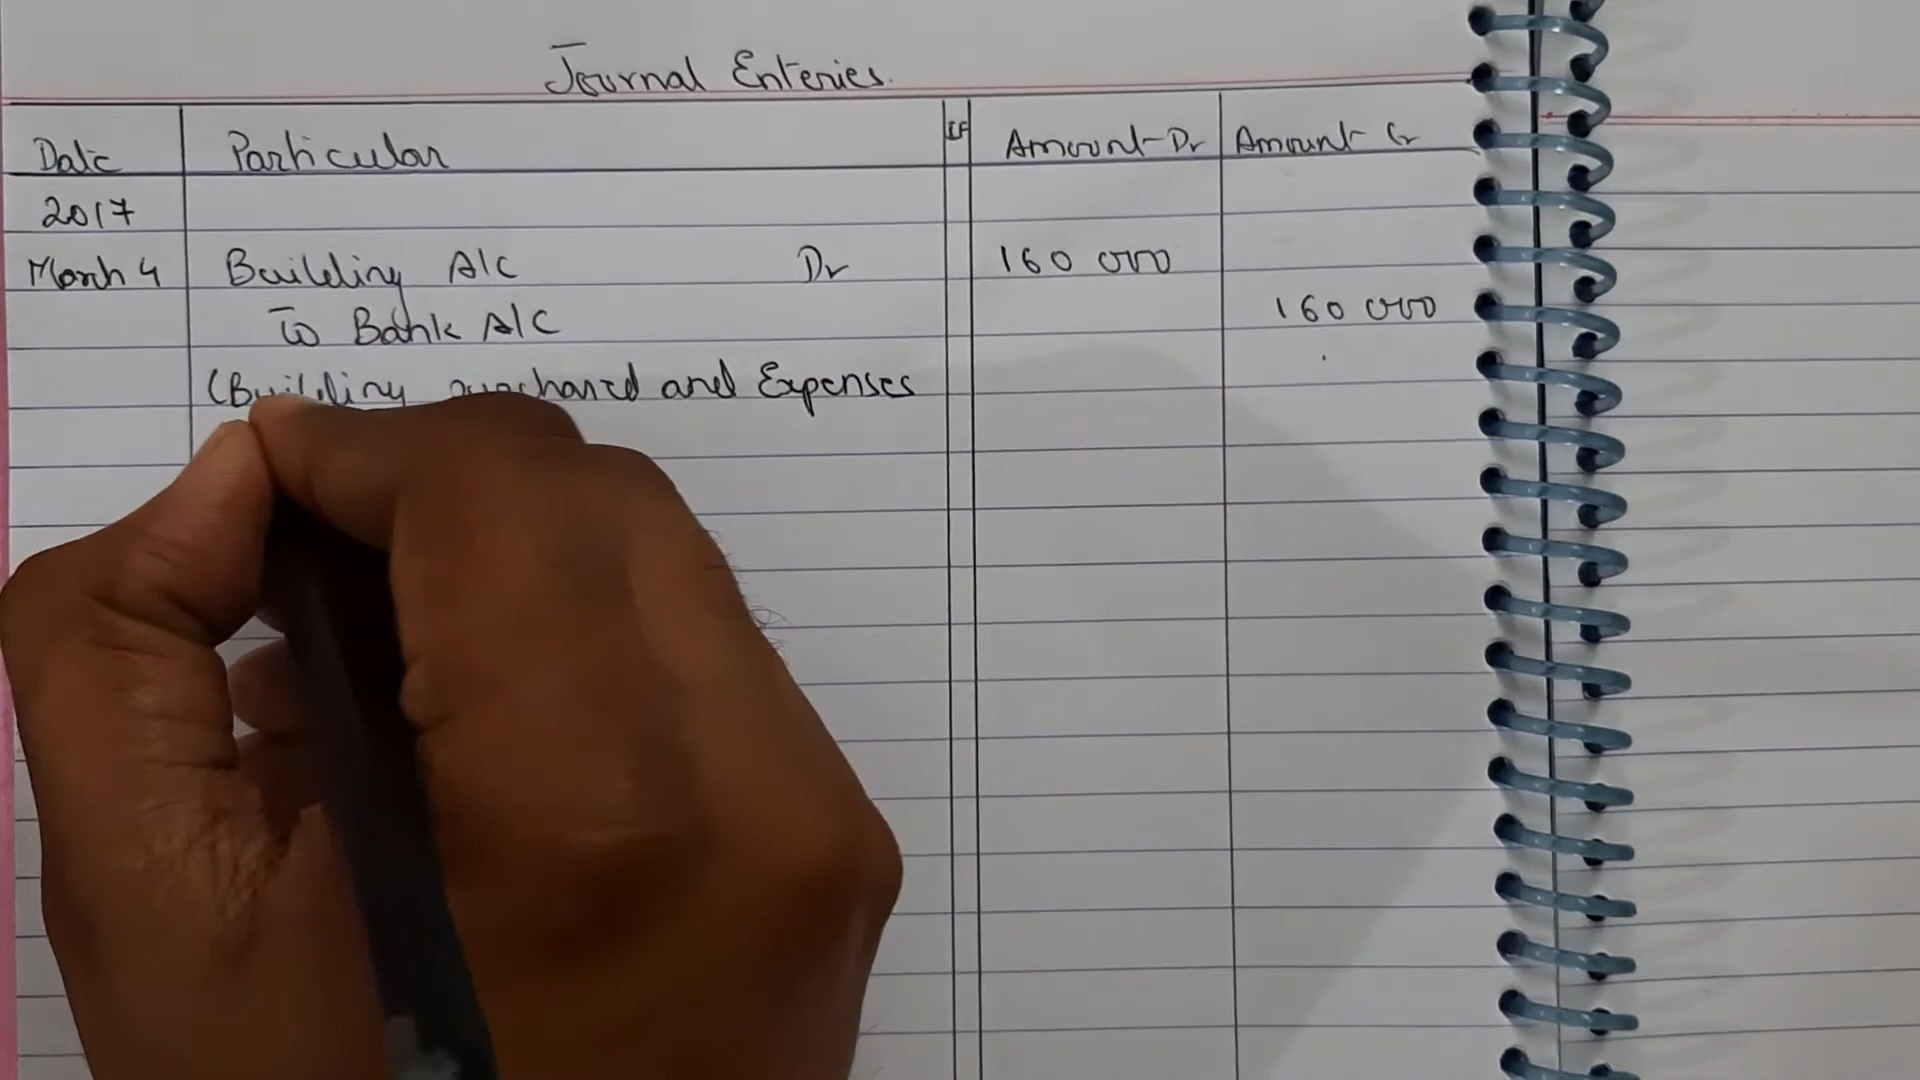 Journal Enteries.
Date Particular LF Amount Dr Amount Cr
2017
March 4 Building A/C Dr 160 000
To Bank A/C 160 000
(Building purchased and Expenses